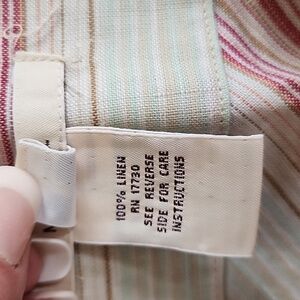 100% LINEN
RN 17730
SEE REVERSE
SIDE FOR CARE
INSTRUCTIONS